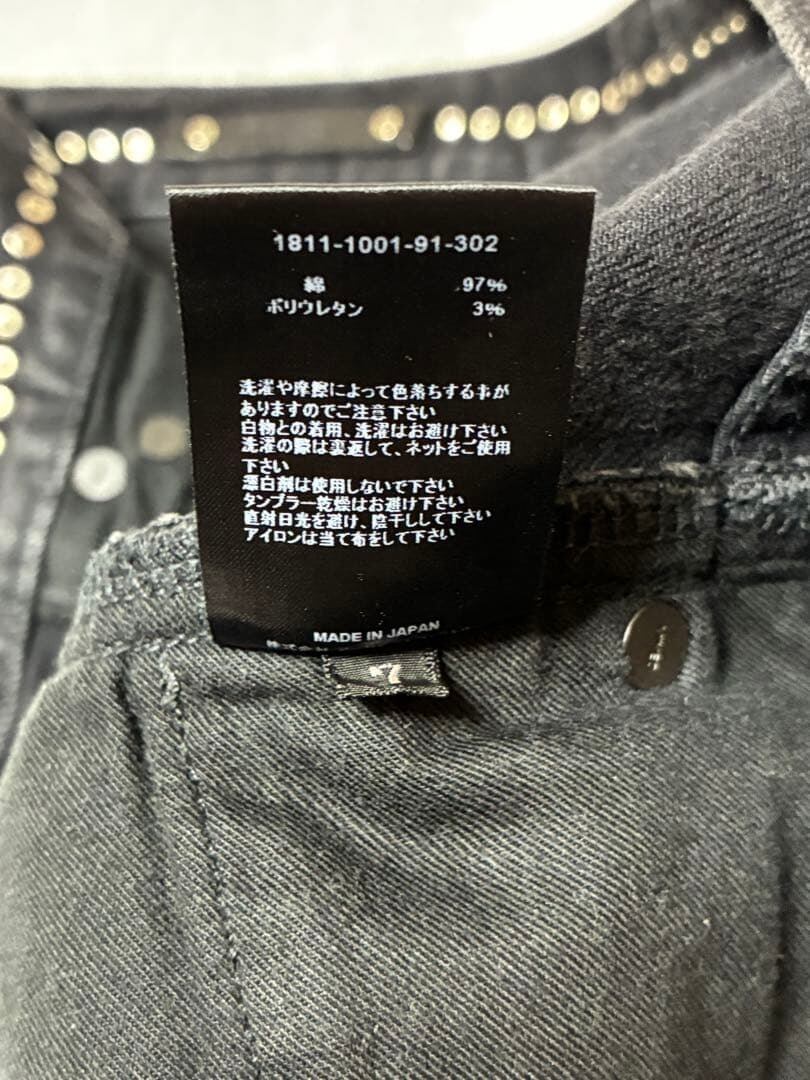 1811-1001-91-302
綿 97%
ポリウレタン 3%
洗濯や摩擦によって色落ちする事が
ありますのでご注意下さい
白物との着用、洗濯はお避け下さい
洗濯の際は裏返して、ネットをご使用
下さい
漂白剤は使用しないで下さい
タンブラー乾燥はお避け下さい
直射日光を避け、陰干しして下さい
アイロンは当て布をして下さい
MADE IN JAPAN